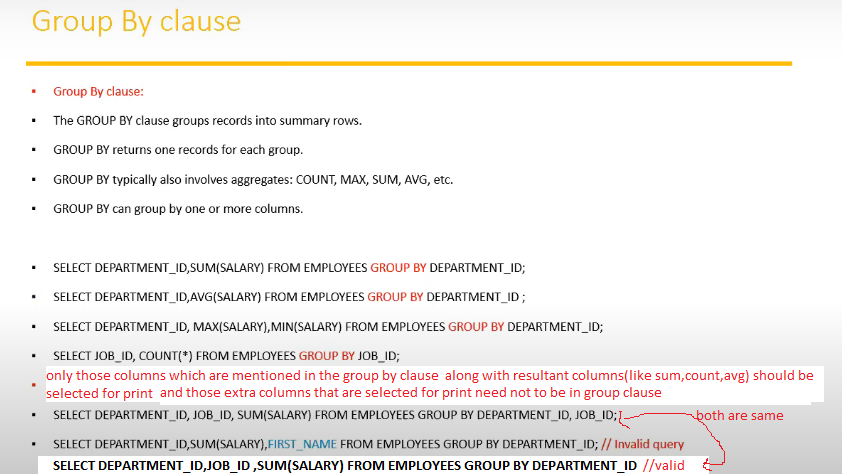 Group By clause
Group By clause:
The GROUP BY clause groups records into summary rows.
GROUP BY returns one records for each group.
GROUP BY typically also involves aggregates: COUNT, MAX, SUM, AVG, etc.
GROUP BY can group by one or more columns.
SELECT DEPARTMENT_ID,SUM(SALARY) FROM EMPLOYEES GROUP BY DEPARTMENT_ID;
SELECT DEPARTMENT_ID,AVG(SALARY) FROM EMPLOYEES GROUP BY DEPARTMENT_ID ;
SELECT DEPARTMENT_ID, MAX(SALARY),MIN(SALARY) FROM EMPLOYEES GROUP BY DEPARTMENT_ID;
SELECT JOB_ID, COUNT(*) FROM EMPLOYEES GROUP BY JOB_ID;
only those columns which are mentioned in the group by clause along with resultant columns(like sum,count,avg) should be
selected for print and those extra columns that are selected for print need not to be in group clause
SELECT DEPARTMENT_ID, JOB_ID, SUM(SALARY) FROM EMPLOYEES GROUP BY DEPARTMENT_ID, JOB_ID; both are same
SELECT DEPARTMENT_ID,SUM(SALARY),FIRST_NAME FROM EMPLOYEES GROUP BY DEPARTMENT_ID; // Invalid query
SELECT DEPARTMENT_ID,JOB_ID ,SUM(SALARY) FROM EMPLOYEES GROUP BY DEPARTMENT_ID //valid